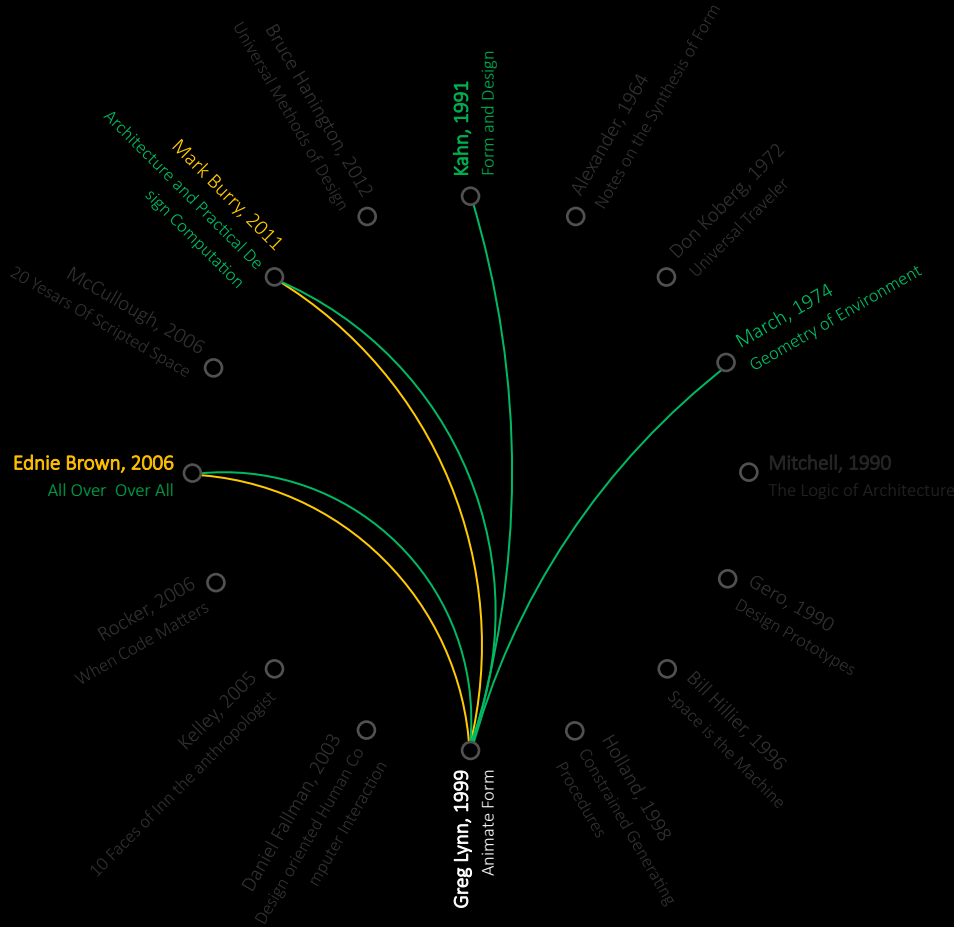 Kahn, 1991
Form and Design
Alexander, 1964
Notes on the Synthesis of Form
Don Koberg, 1972
Universal Traveler
March, 1974
Geometry of Environment
Mitchell, 1990
The Logic of Architecture
Gero, 1990
Design Prototypes
Bill Hillier, 1996
Space is the Machine
Holland, 1998
Constrained Generating
Procedures
Greg Lynn, 1999
Animate Form
Daniel Fallman, 2003
Design oriented Human Co
mputer Interaction
Kelley, 2005
10 Faces of Inn the anthropologist
Rocker, 2006
When Code Matters
Ednie Brown, 2006
All Over  Over All
McCullough, 2006
20 Yesars Of Scripted Space
Mark Burry, 2011
Architecture and Practical De
sign Computation
Bruce Hanington, 2012
Universal Methods of Design